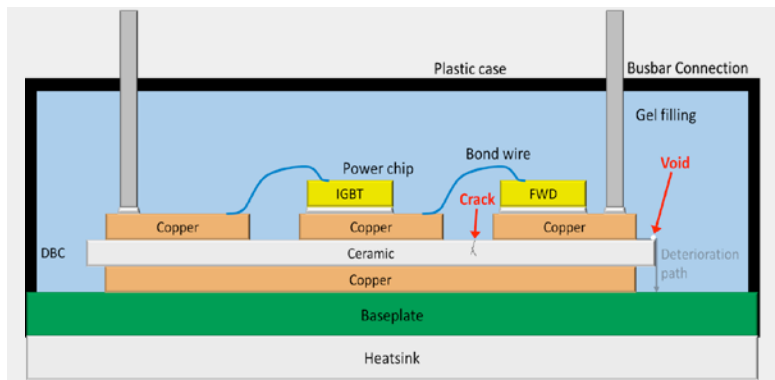 Plastic case
Busbar Connection
Gel filling
Bond wire
Void
Power chip
IGBT
FWD
Crack
Copper
Copper
Copper
DBC
Ceramic
Deterioration
path
Copper
Baseplate
Heatsink